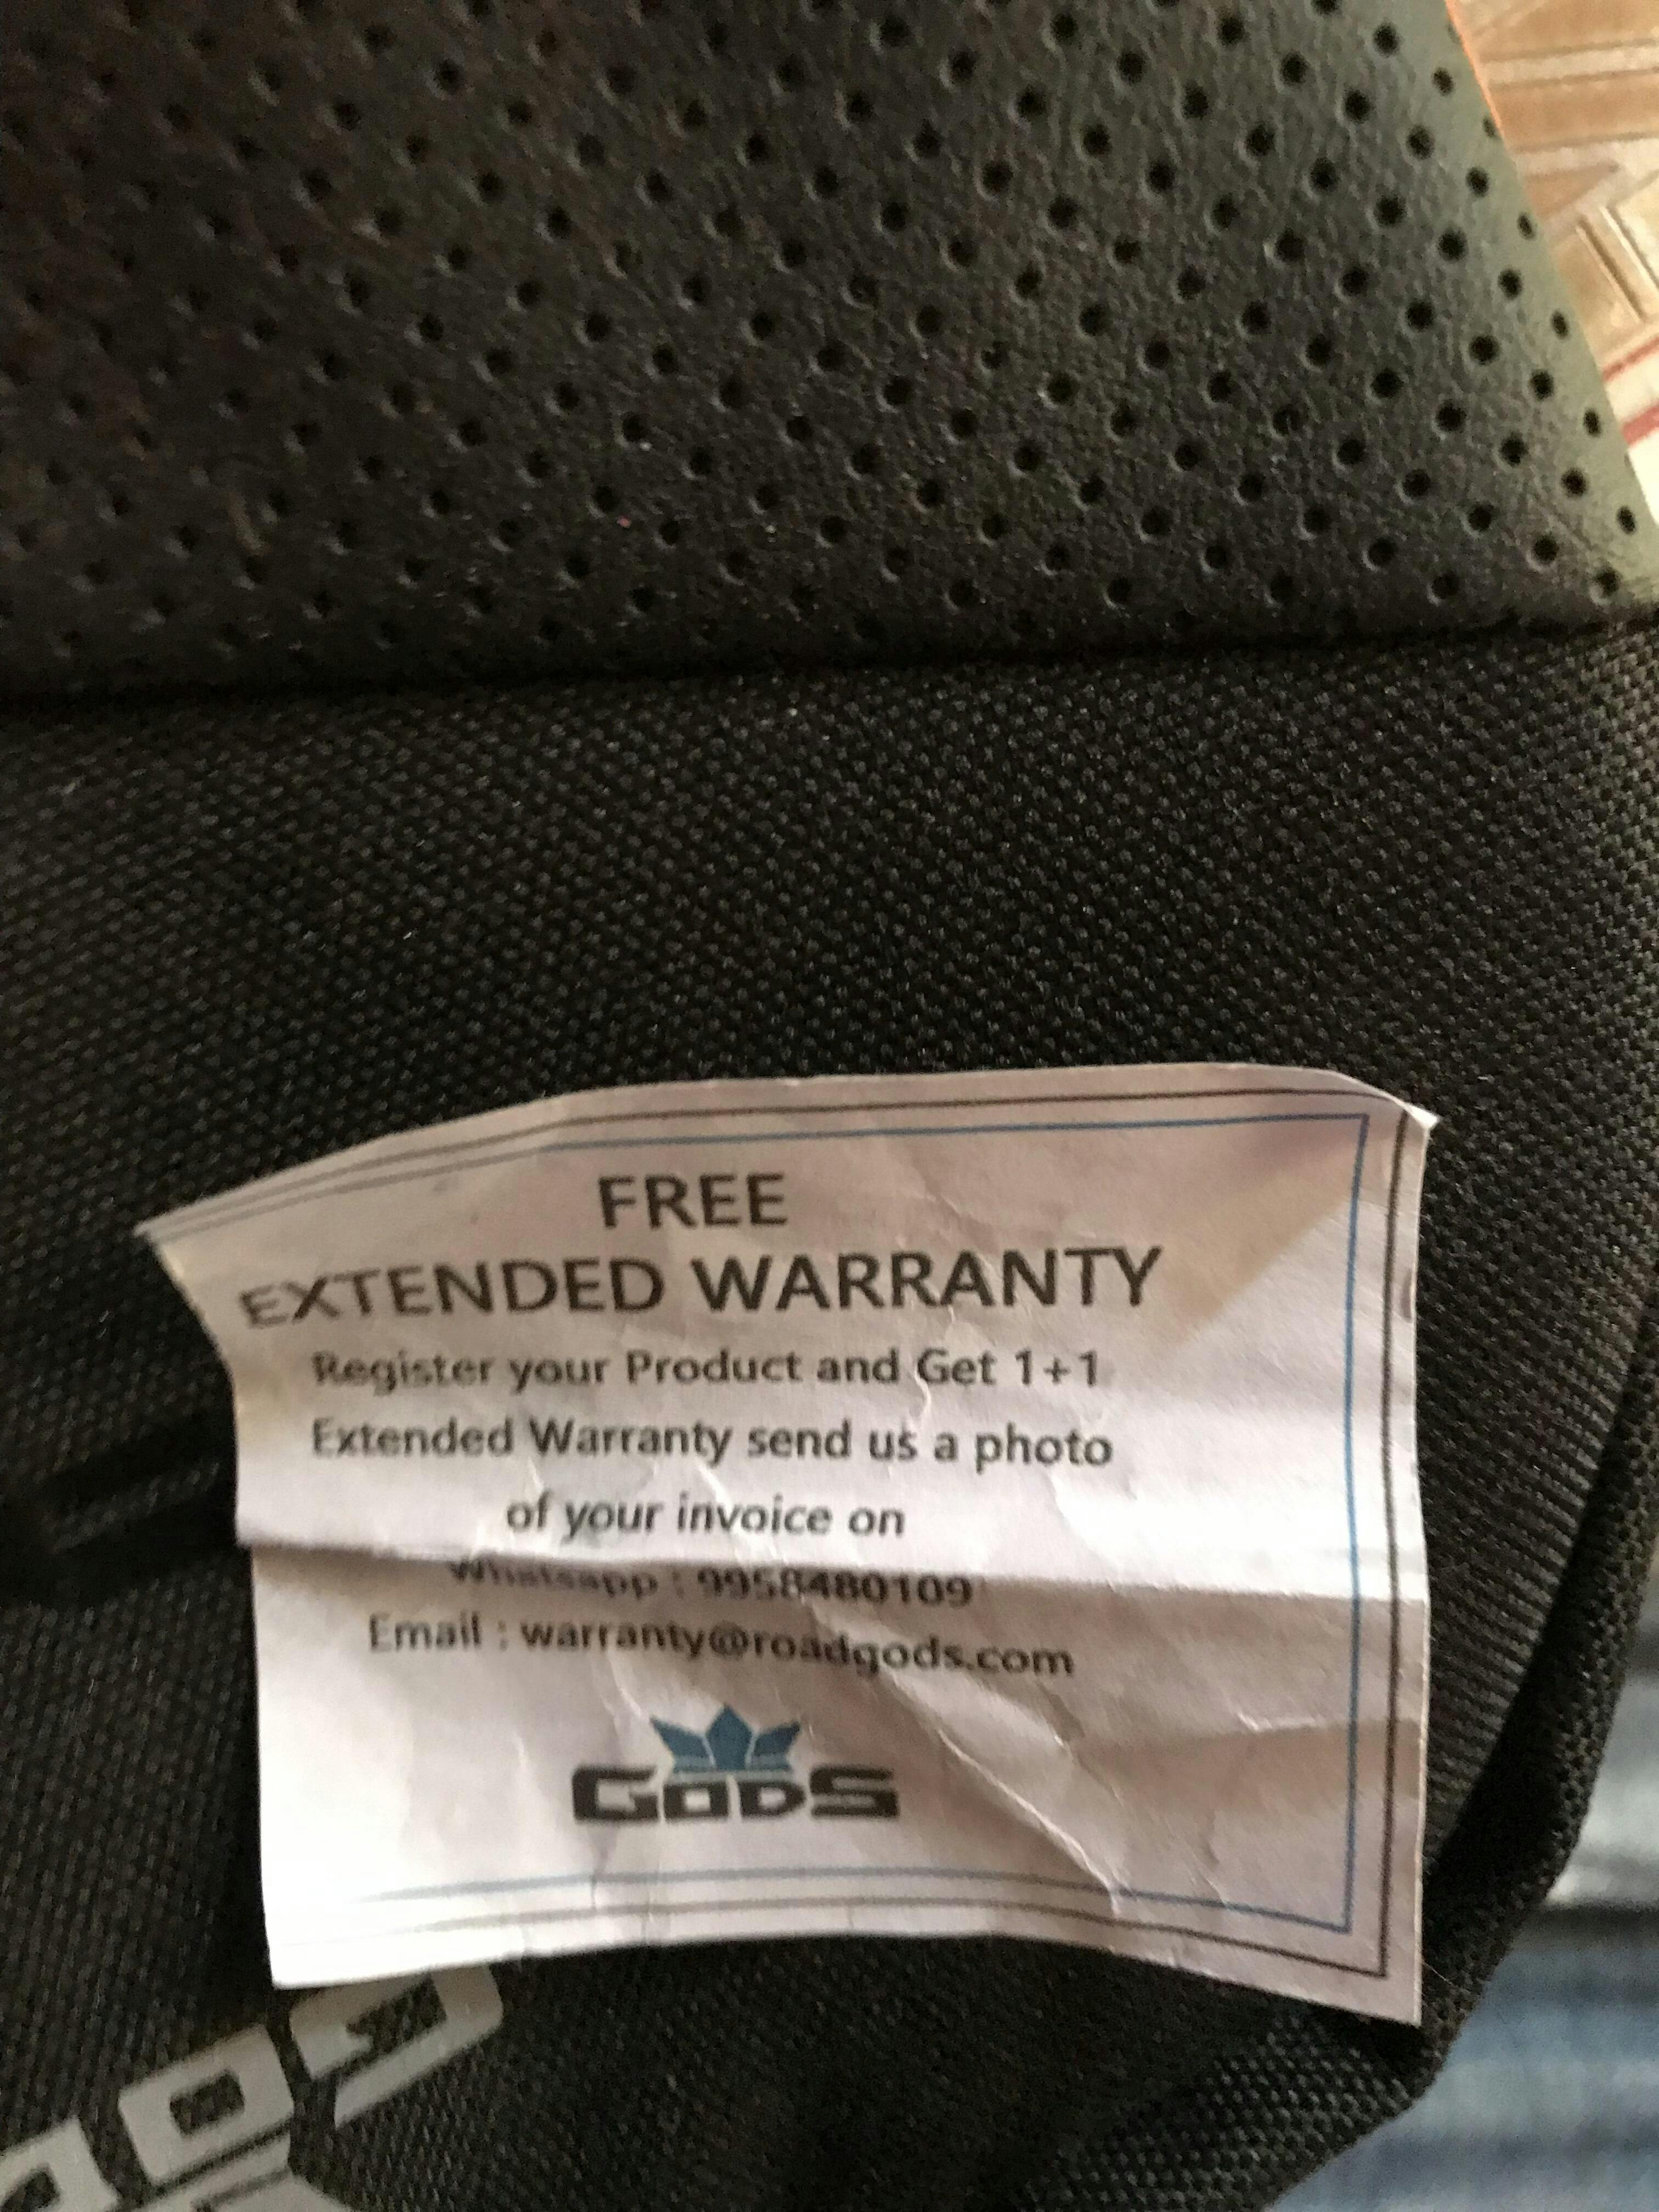 FREE
EXTENDED WARRANTY
Register your Product and Get 1+1
Extended Warranty send us a photo
of your invoice on
Whatsapp : 9958480109
Email : warranty@roadgods.com
GODS